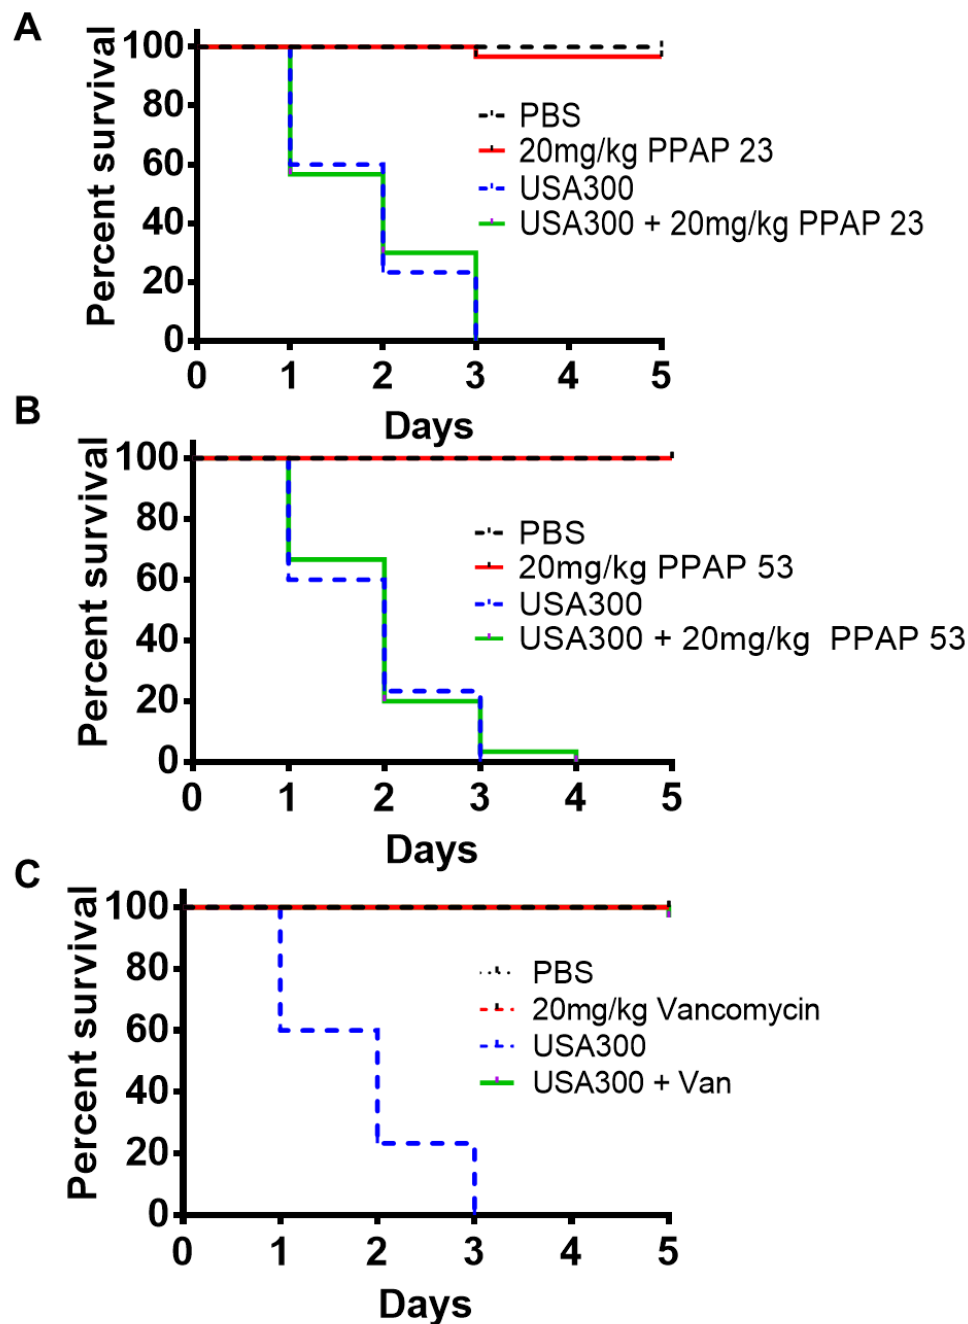 A
Percent survival
100
80
60
40
20
0
PBS
20mg/kg PPAP 23
USA300
USA300 + 20mg/kg PPAP 23
0 1 2 3 4 5
Days
B
Percent survival
100
80
60
40
20
0
PBS
20mg/kg PPAP 53
USA300
USA300 + 20mg/kg PPAP 53
0 1 2 3 4 5
Days
C
Percent survival
100
80
60
40
20
0
PBS
20mg/kg Vancomycin
USA300
USA300 + Van
0 1 2 3 4 5
Days